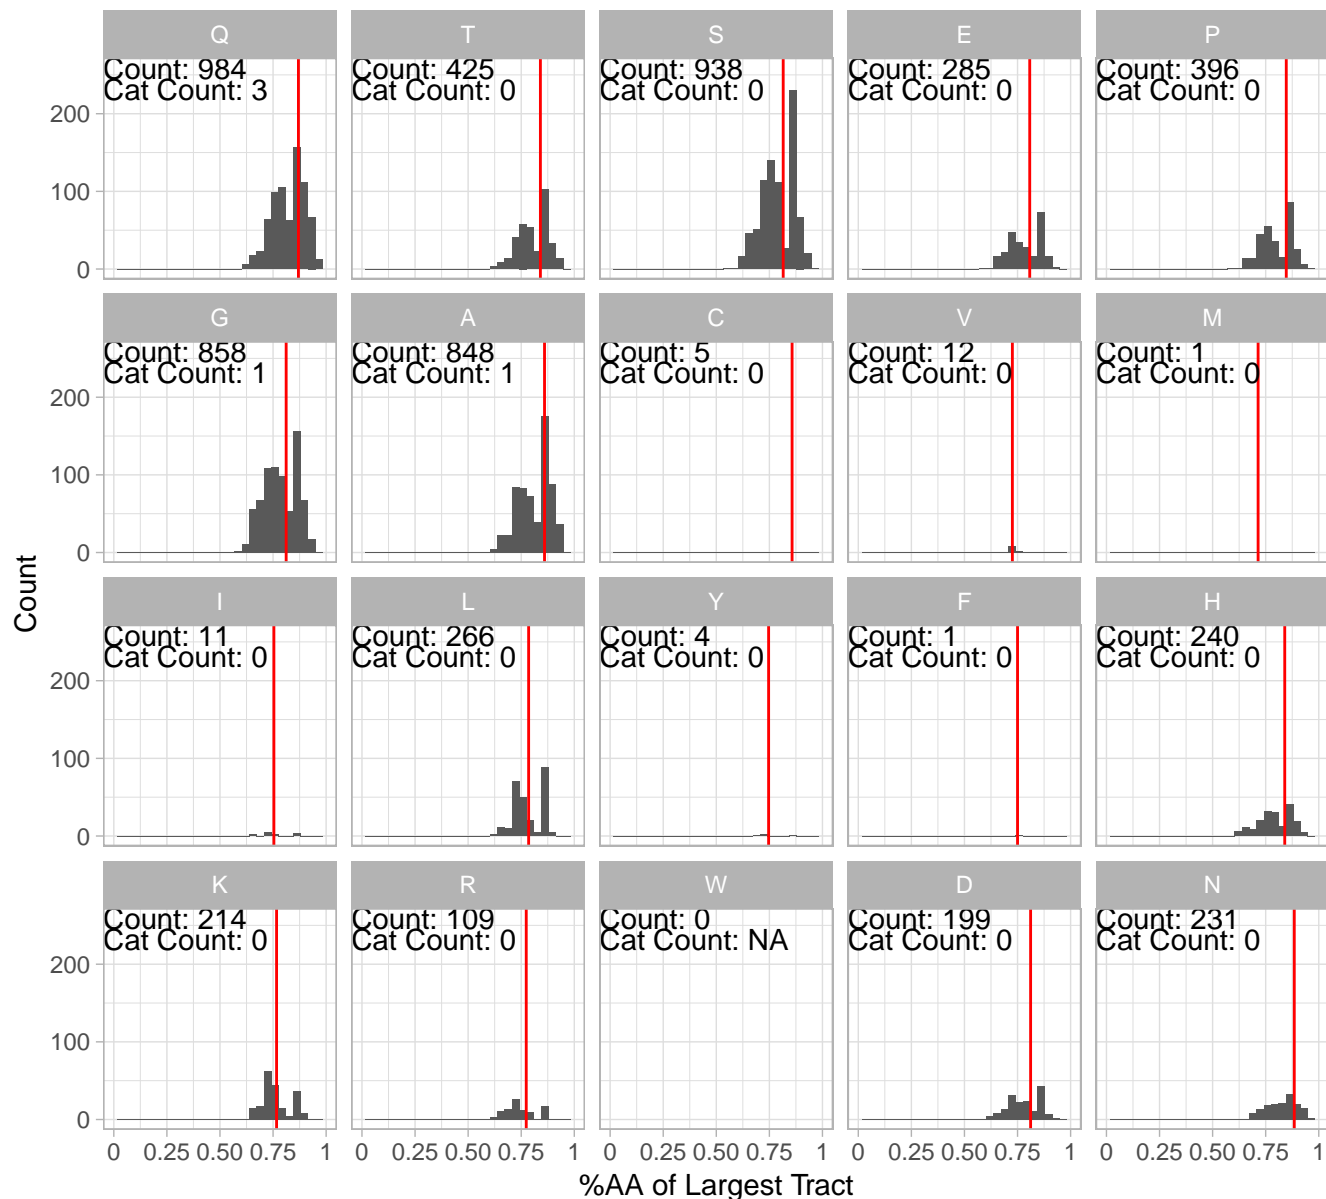 Q T S E P
Count: 984 Count: 425 Count: 938 Count: 285 Count: 396
Cat Count: 3 Cat Count: 0 Cat Count: 0 Cat Count: 0 Cat Count: 0
200
100
0
G A C V M
Count: 858 Count: 848 Count: 5 Count: 12 Count: 1
Cat Count: 1 Cat Count: 1 Cat Count: 0 Cat Count: 0 Cat Count: 0
200
100
0
Count
I L Y F H
Count: 11 Count: 266 Count: 4 Count: 1 Count: 240
Cat Count: 0 Cat Count: 0 Cat Count: 0 Cat Count: 0 Cat Count: 0
200
100
0
K R W D N
Count: 214 Count: 109 Count: 0 Count: 199 Count: 231
Cat Count: 0 Cat Count: 0 Cat Count: NA Cat Count: 0 Cat Count: 0
200
100
0
0 0.25 0.50 0.75 1 0 0.25 0.50 0.75 1 0 0.25 0.50 0.75 1 0 0.25 0.50 0.75 1 0 0.25 0.50 0.75 1
%AA of Largest Tract